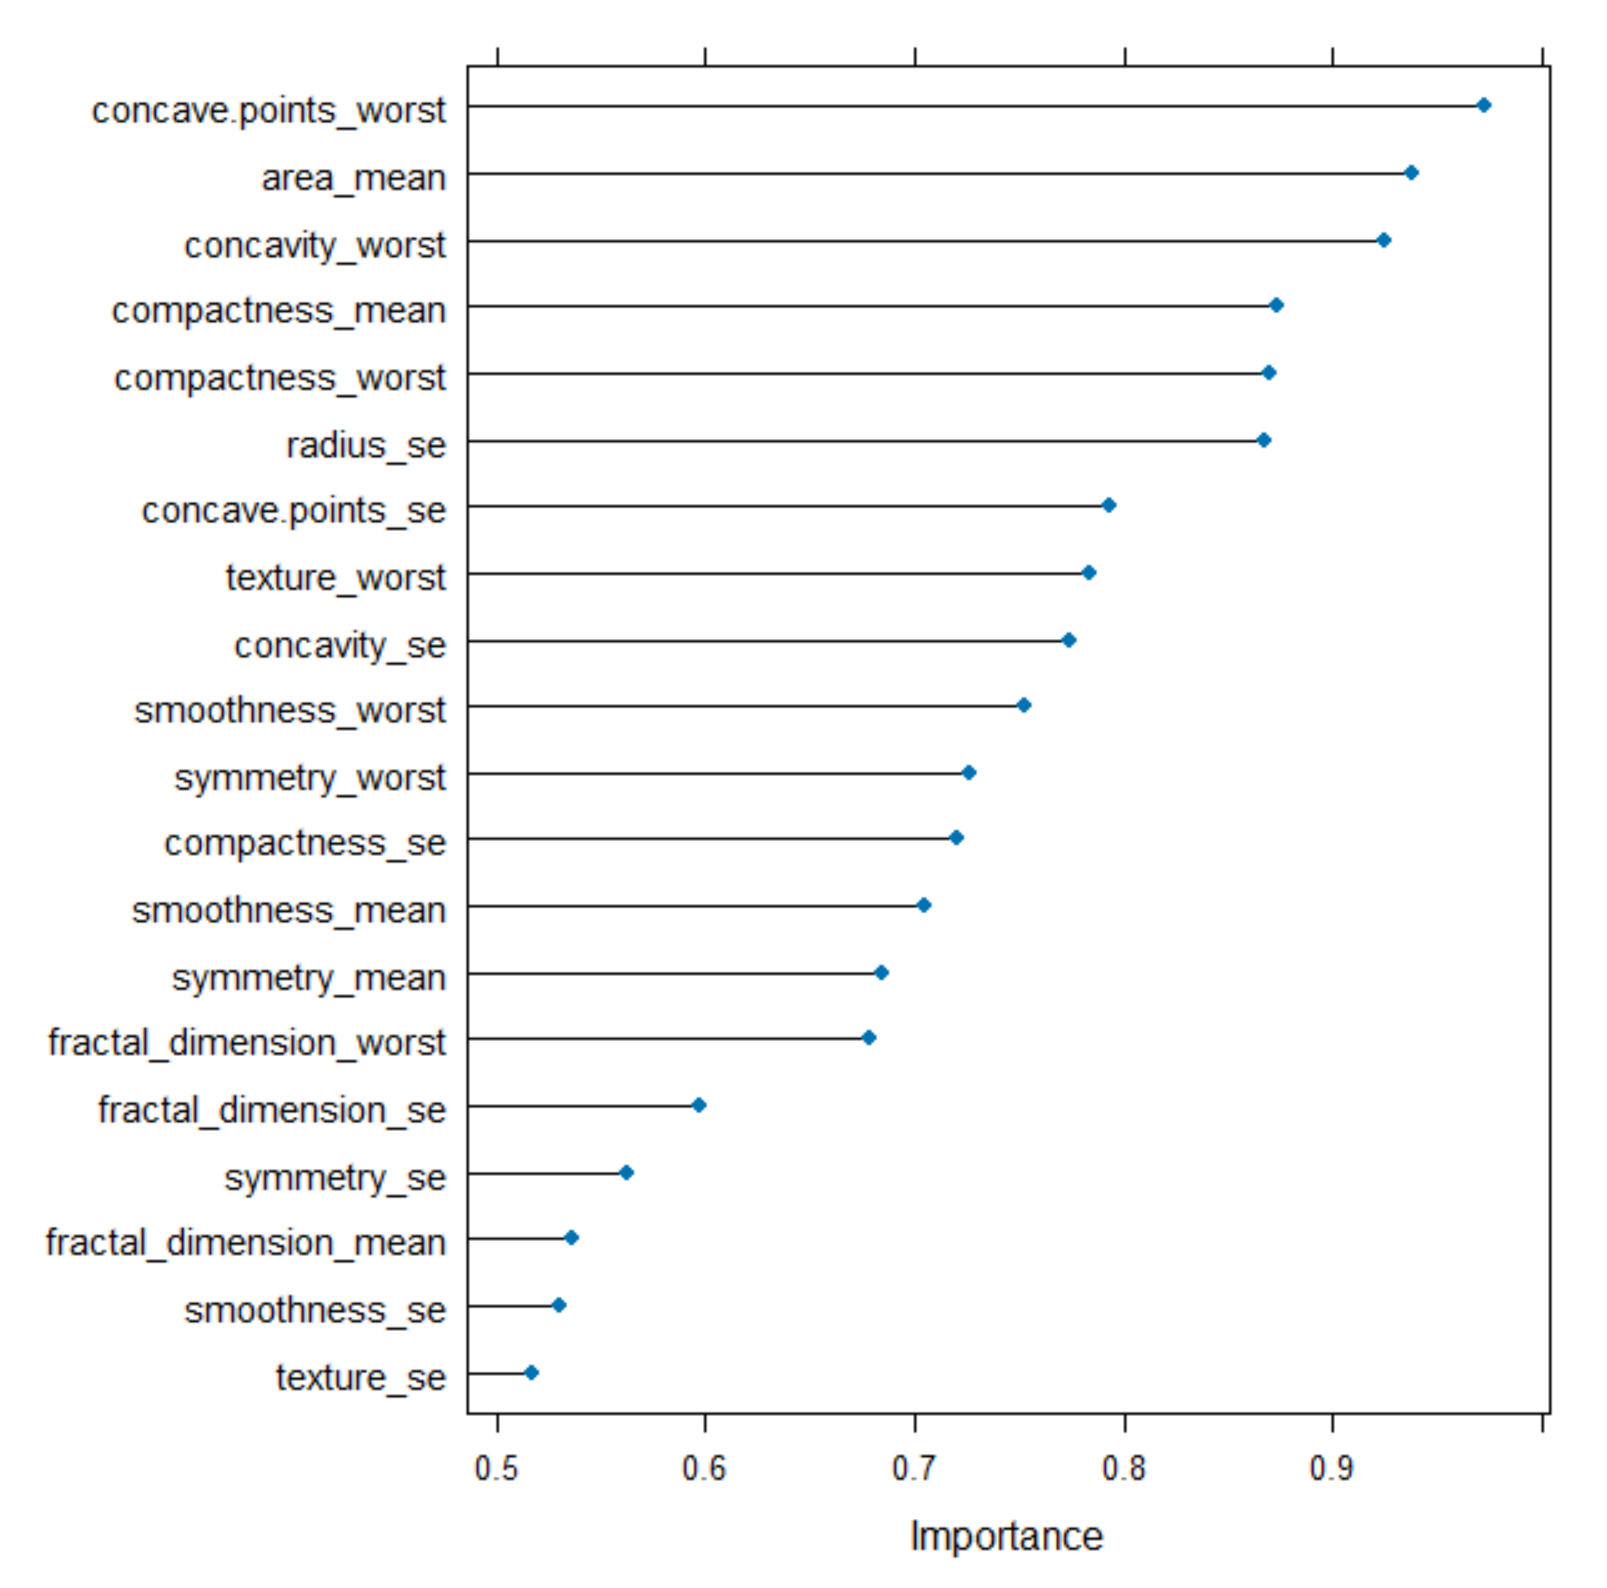 concave.points_worst
area_mean
concavity_worst
compactness_mean
compactness_worst
radius_se
concave.points_se
texture_worst
concavity_se
smoothness_worst
symmetry_worst
compactness_se
smoothness_mean
symmetry_mean
fractal_dimension_worst
fractal_dimension_se
symmetry_se
fractal_dimension_mean
smoothness_se
texture_se
0.5 0.6 0.7 0.8 0.9
Importance